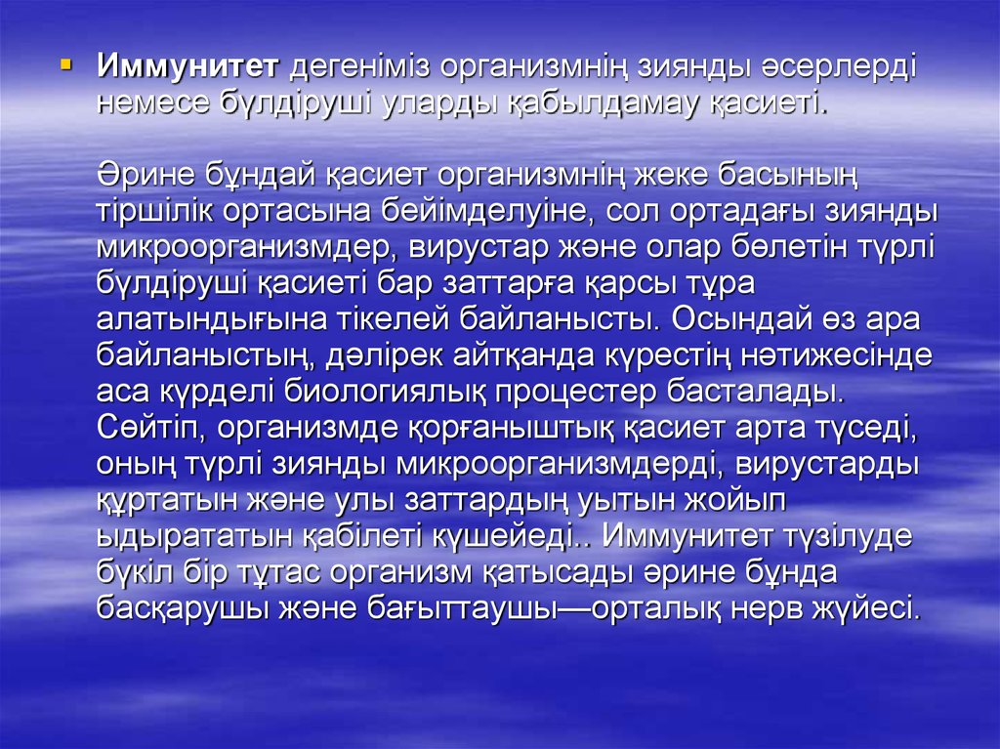 Иммунитет дегеніміз организмнің зиянды әсерлерді
немесе бүлдіруші уларды қабылдамау қасиеті.
Әрине бұндай қасиет организмнің жеке басының
тіршілік ортасына бейімделуіне, сол ортадағы зиянды
микроорганизмдер, вирустар және олар бөлетін түрлі
бүлдіруші қасиеті бар заттарға қарсы тұра
алатындығына тікелей байланысты. Осындай өз ара
байланыстың, дәлірек айтқанда күрестің нәтижесінде
аса күрделі биологиялық процестер басталады.
Сөйтіп, организмде қорғаныштық қасиет арта түседі,
оның түрлі зиянды микроорганизмдерді, вирустарды
құртатын және улы заттардың уытын жойып
ыдырататын қабілеті күшейеді.. Иммунитет түзілуде
бүкіл бір тұтас организм қатысады әрине бұнда
басқарушы және бағыттаушы—орталық нерв жүйесі.